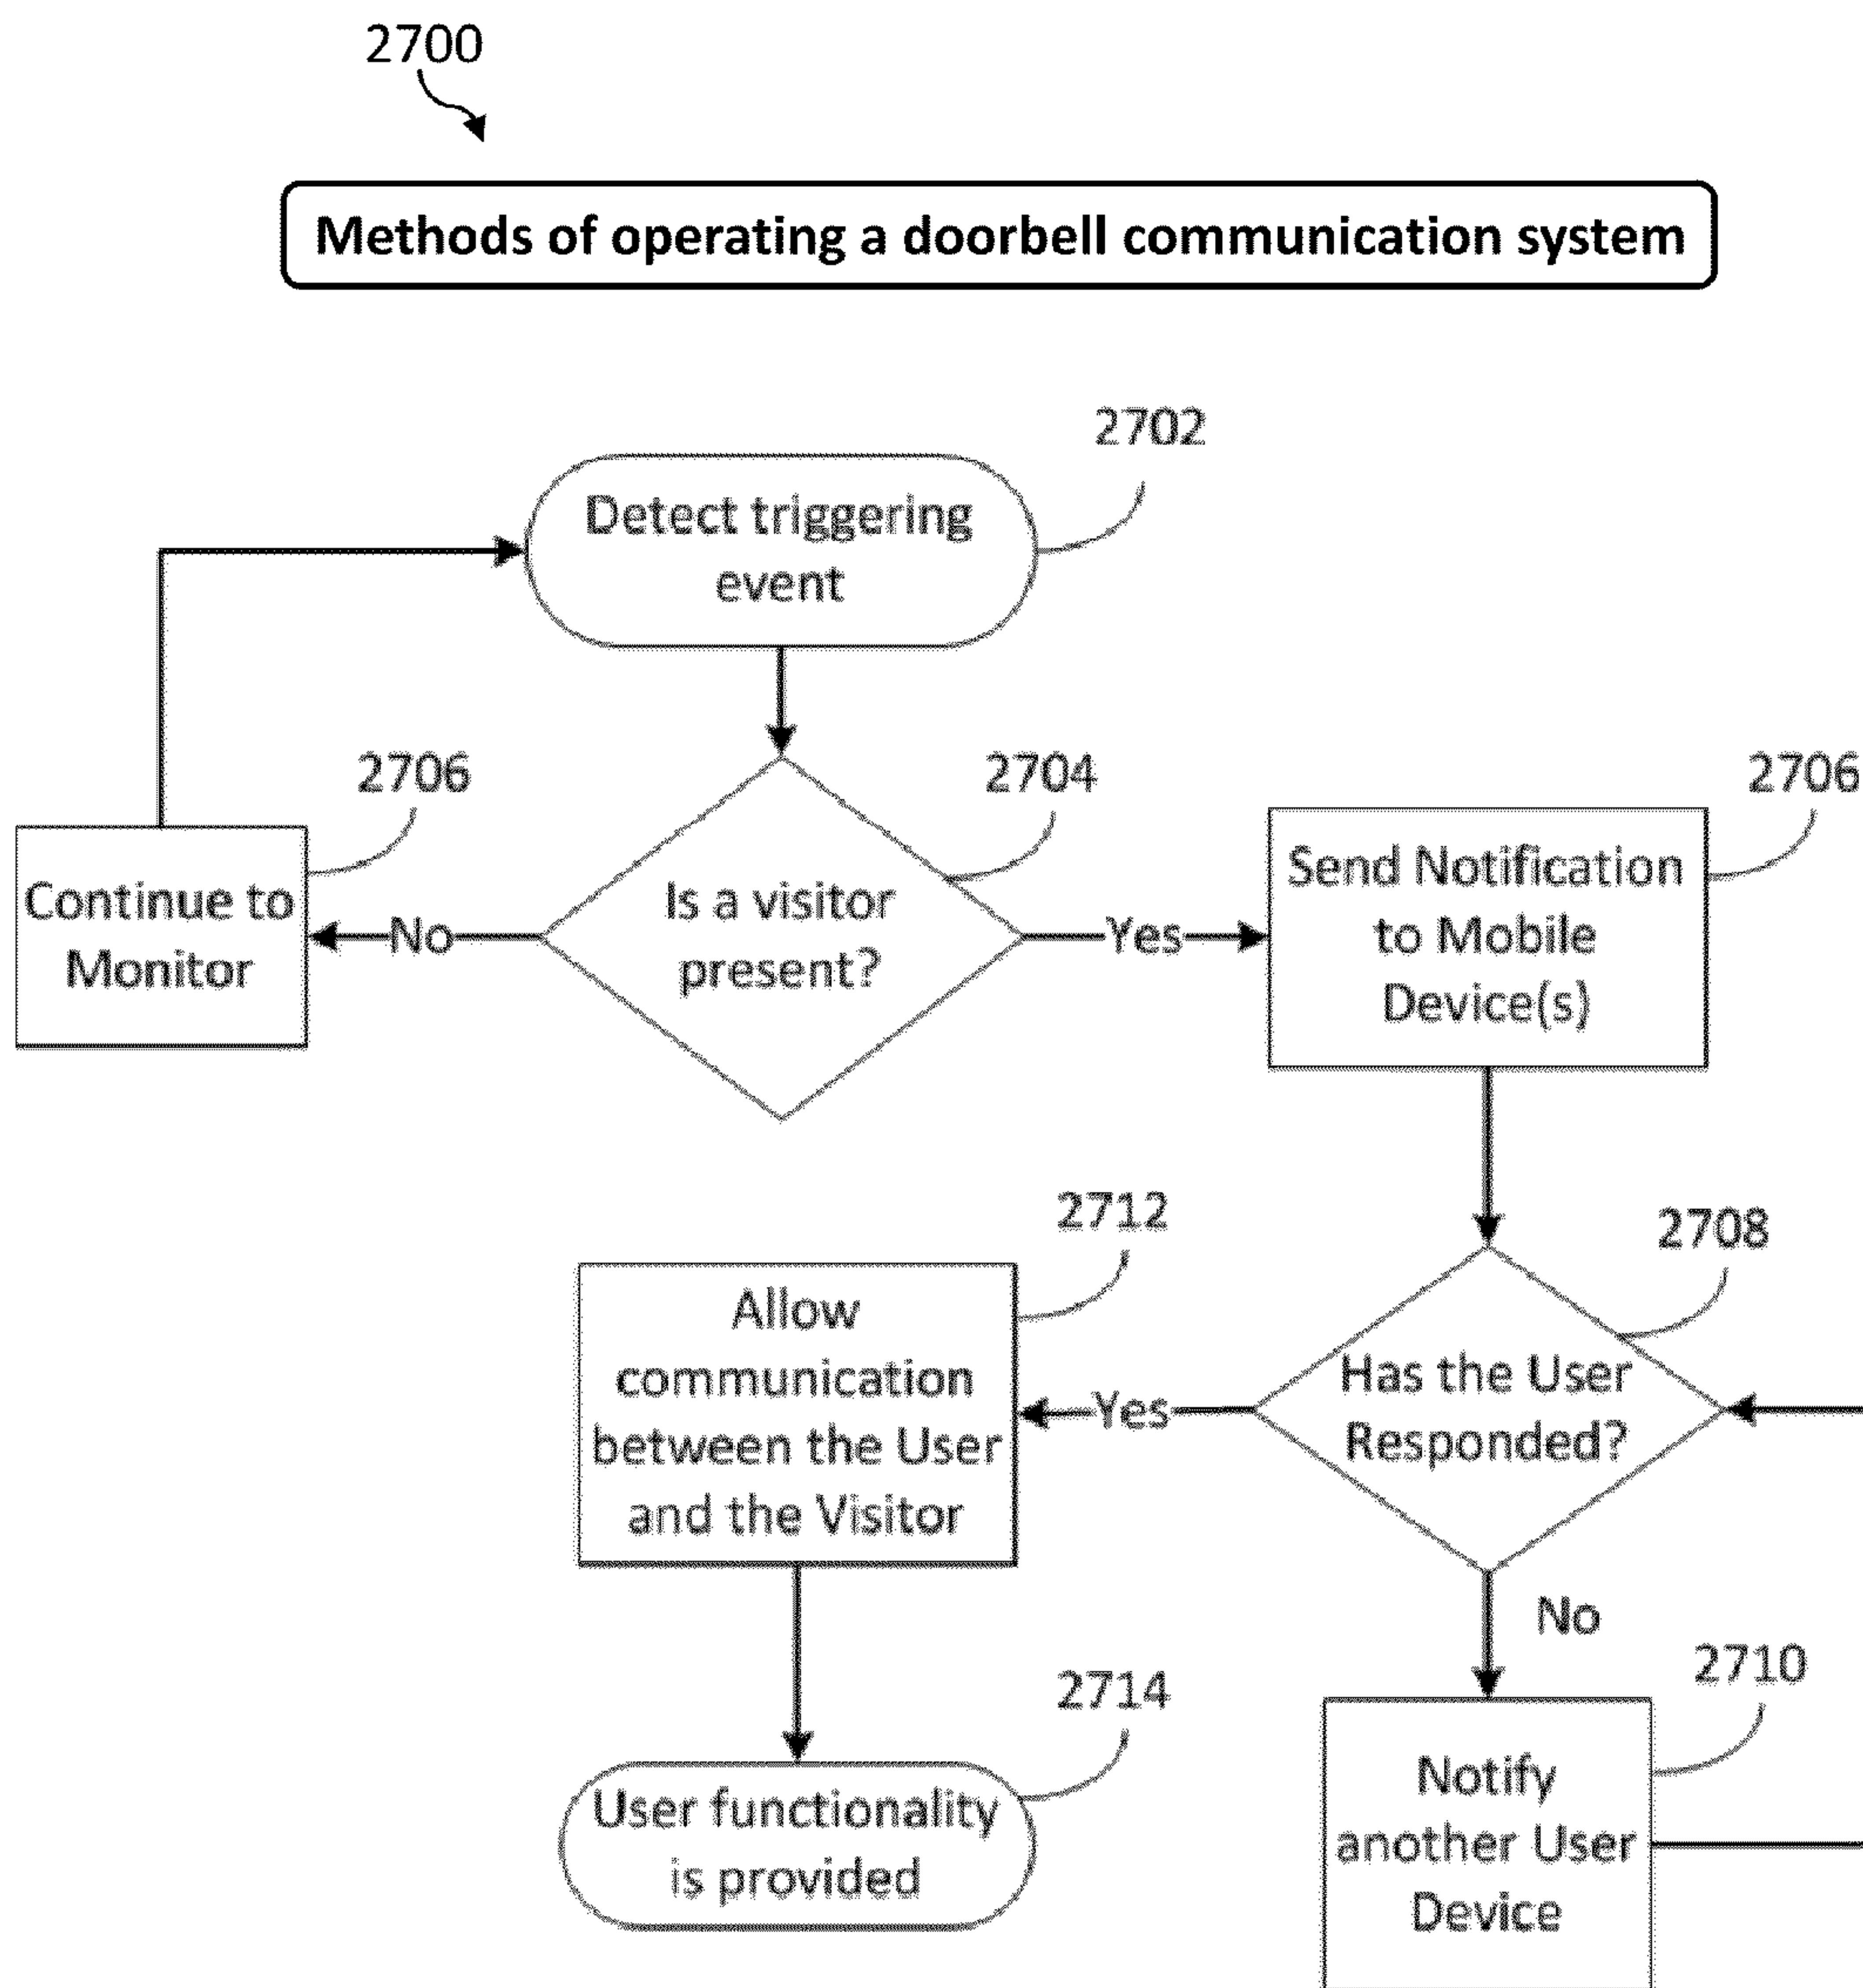 2700
Methods of operating a doorbell communication system
2702
Detect triggering
event
2706
2704
2706
Continue to
Monitor
No
Is a visitor
present?
Yes
Send Notification
to Mobile
Device(s)
2712
2708
Allow
communication
between the User
and the Visitor
Yes
Has the User
Responded?
No
2714
2710
User functionality
is provided
Notify
another User
Device